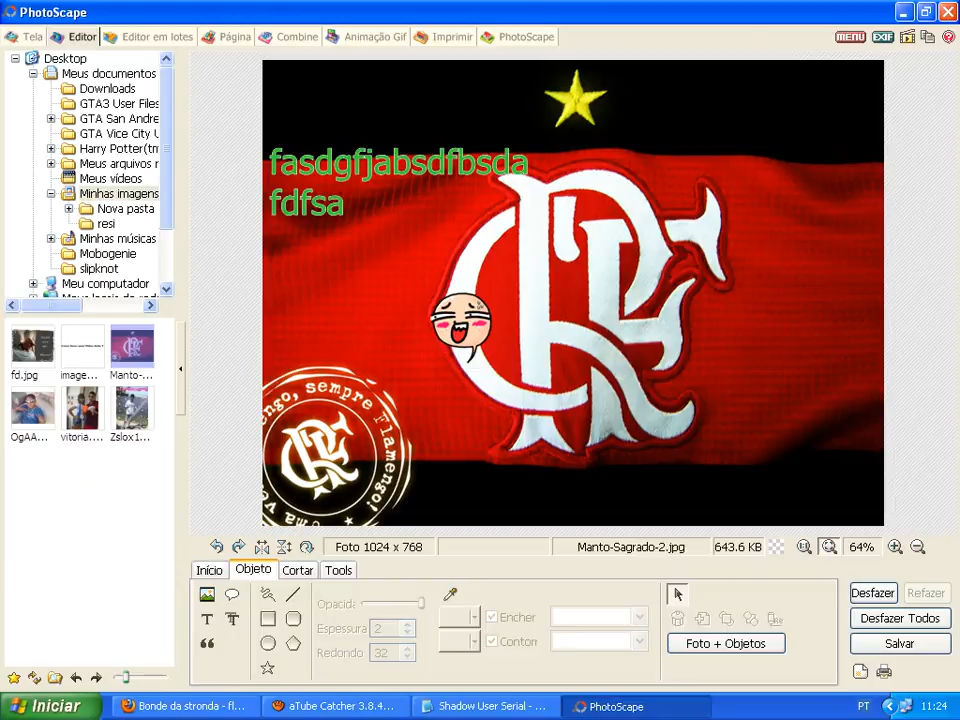 PhotoScape
Tela
Editor
Editor em lotes
Página
Combine
Animação Gif
Imprimir
PhotoScape
MENU
EXIF
Desktop
Meus documentos
Downloads
GTA3 User Files
GTA San Andre
GTA Vice City U
Harry Potter(tm
Meus arquivos r
Meus vídeos
Minhas imagens
Nova pasta
resi
Minhas músicas
Mobogenie
slipknot
Meu computador
fd.jpg
image...
Manto-...
OgAA...
vitoria....
Zslox1...
fasdgfjabsdfbsda
fdfsa
engo, sempre Flamengo!
Foto 1024 x 768
Manto-Sagrado-2.jpg
643.6 KB
64%
Início
Objeto
Cortar
Tools
Opacida
Espessura
2
Redondo
32
Encher
Contorn
Foto + Objetos
Desfazer
Refazer
Desfazer Todos
Salvar
Iniciar
Bonde da stronda - fl...
aTube Catcher 3.8.4...
Shadow User Serial - ...
PhotoScape
PT
11:24